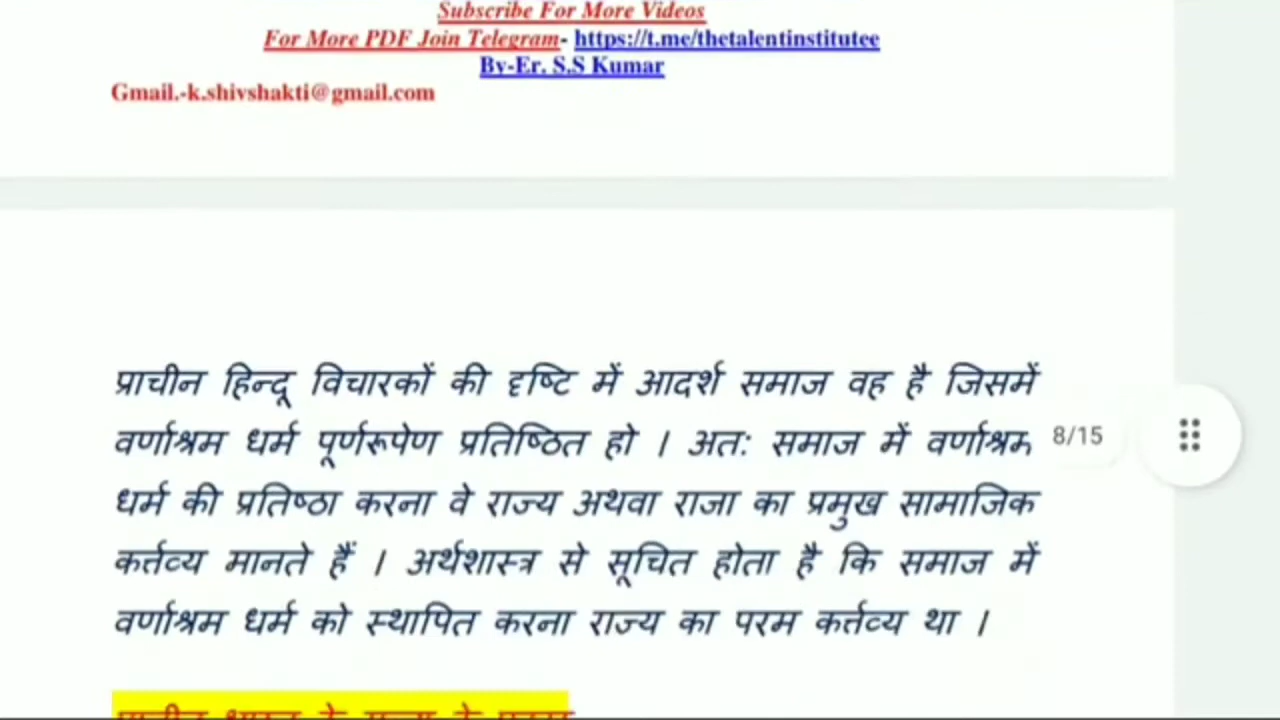 Subscribe For More Videos
For More PDF Join Telegram- https://t.me/thetalentinstitutee
By-Er. S.S Kumar
Gmail.-k.shivshakti@gmail.com
प्राचीन हिन्दू विचारकों की दृष्टि में आदर्श समाज वह है जिसमें
वर्णाश्रम धर्म पूर्णरूपेण प्रतिष्ठित हो । अत: समाज में वर्णाश्रम
8/15
धर्म की प्रतिष्ठा करना वे राज्य अथवा राजा का प्रमुख सामाजिक
कर्त्तव्य मानते हैं । अर्थशास्त्र से सूचित होता है कि समाज में
वर्णाश्रम धर्म को स्थापित करना राज्य का परम कर्त्तव्य था ।